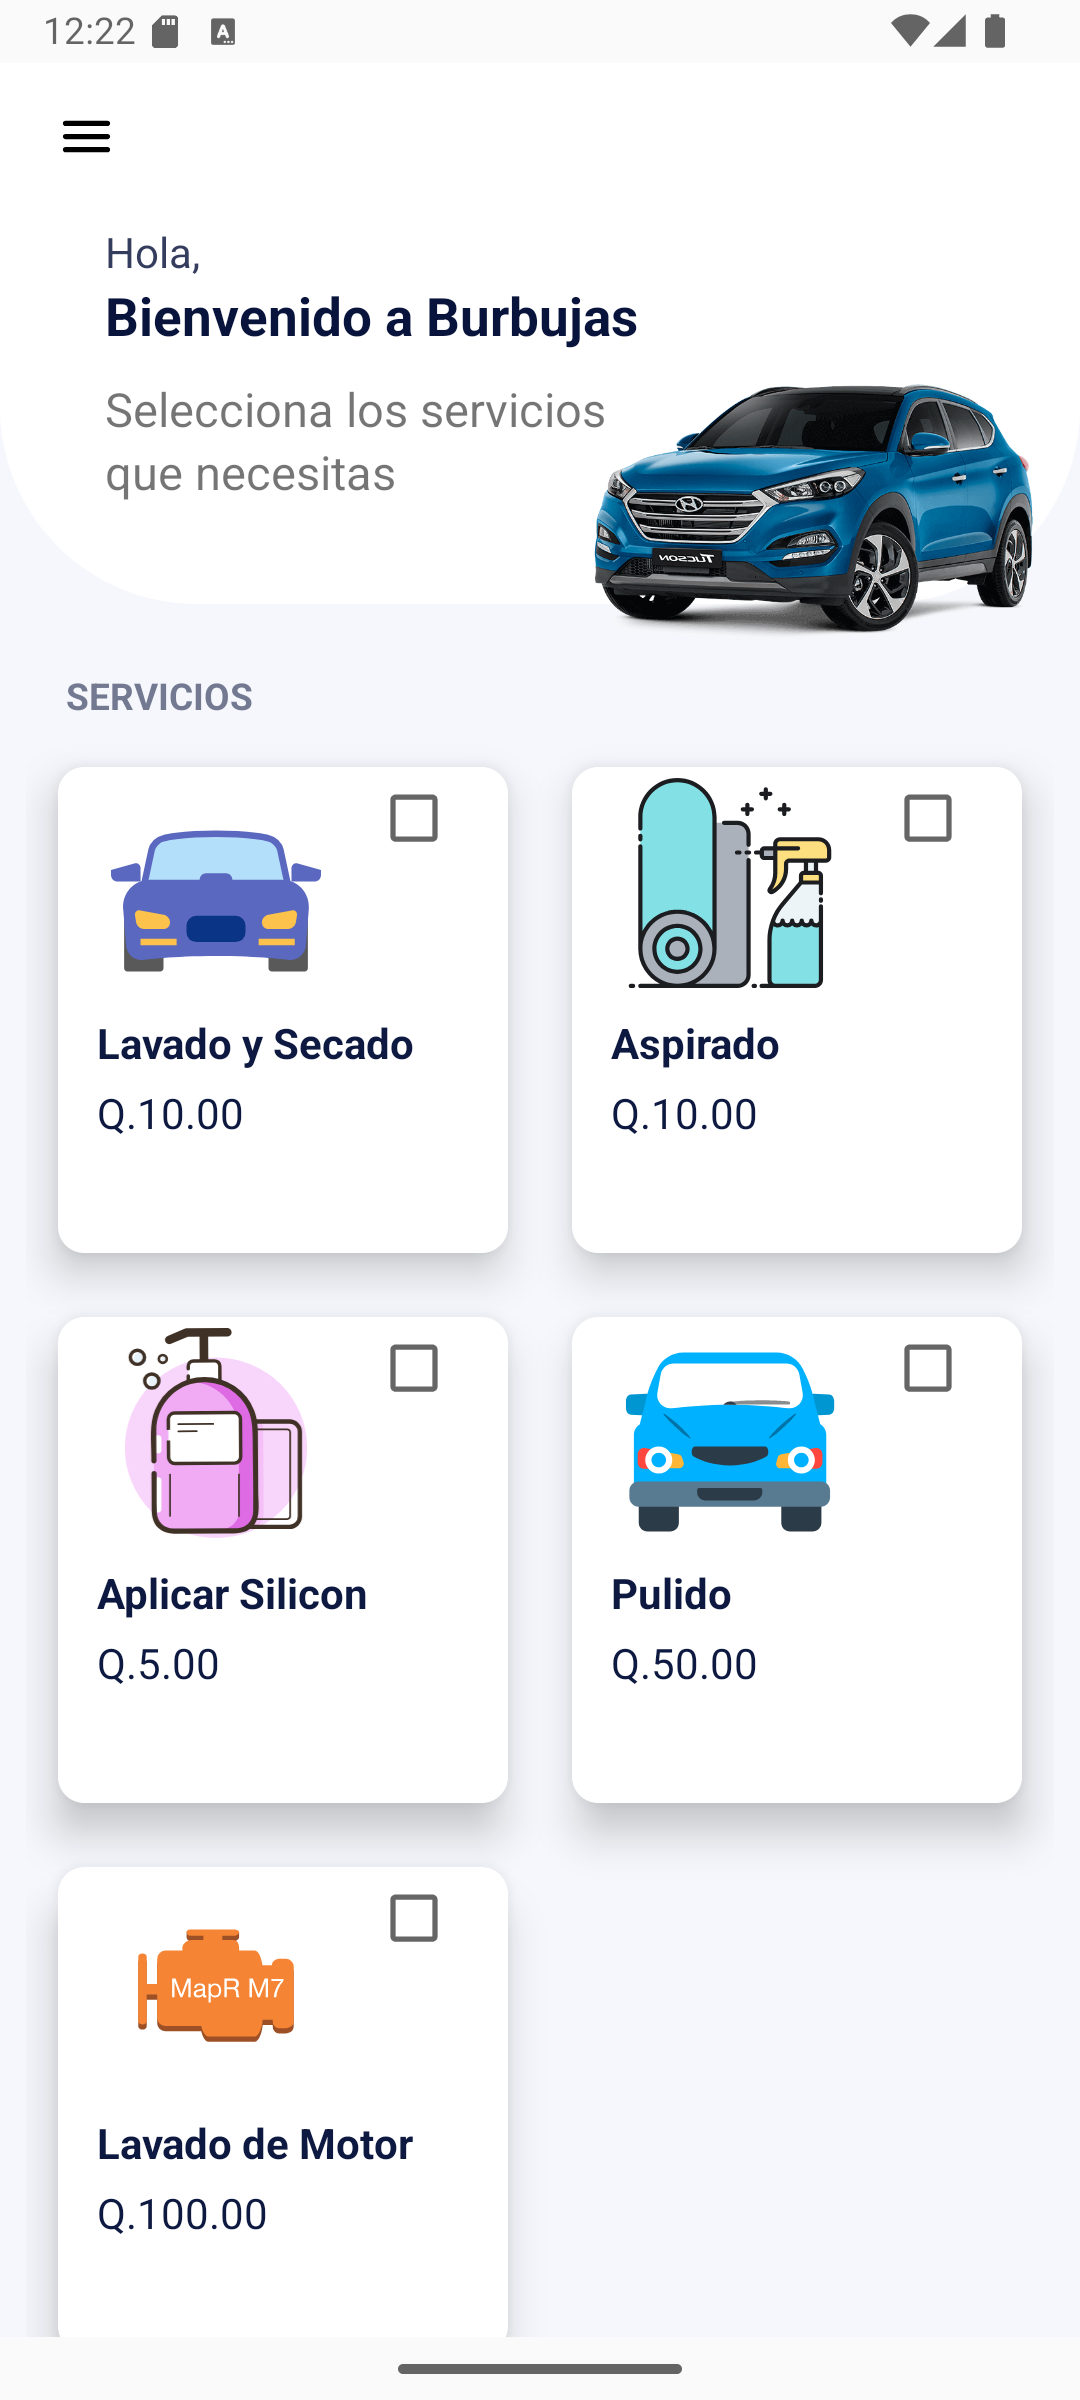 12:22
Hola,
Bienvenido a Burbujas
Selecciona los servicios
que necesitas
TUCSON
SERVICIOS
Lavado y Secado
Q.10.00
Aspirado
Q.10.00
Aplicar Silicon
Q.5.00
Pulido
Q.50.00
MapR M7
Lavado de Motor
Q.100.00